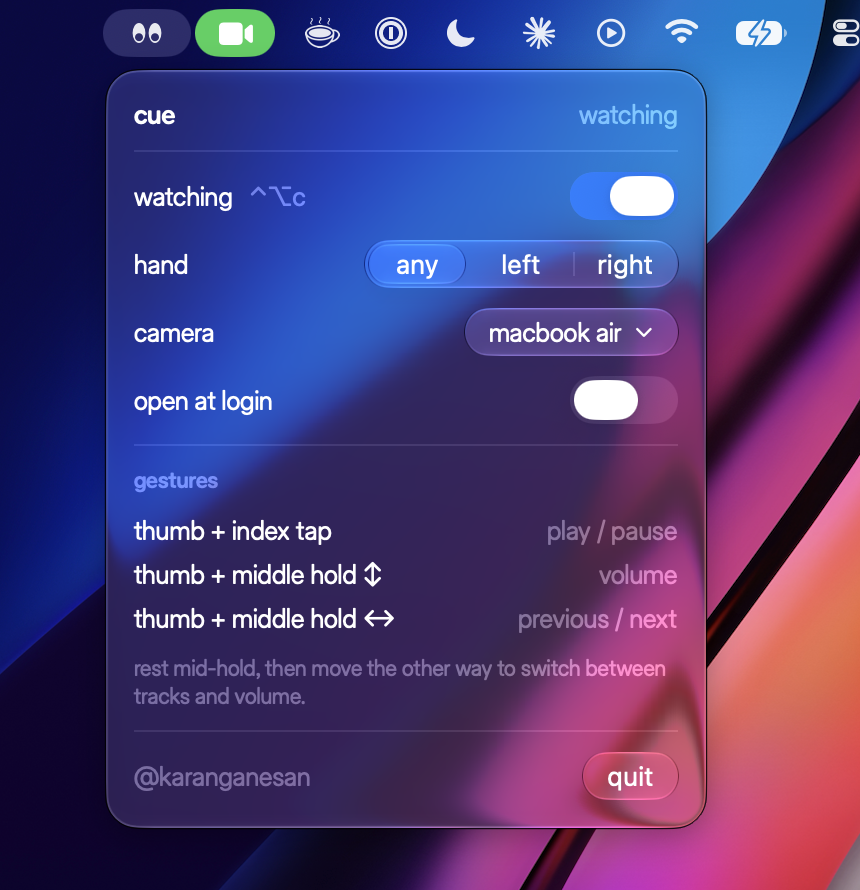 cue watching
watching ^⌥c
hand any left right
camera macbook air
open at login
gestures
thumb + index tap play / pause
thumb + middle hold ↕ volume
thumb + middle hold ↔ previous / next
rest mid-hold, then move the other way to switch between
tracks and volume.
@karanganesan quit